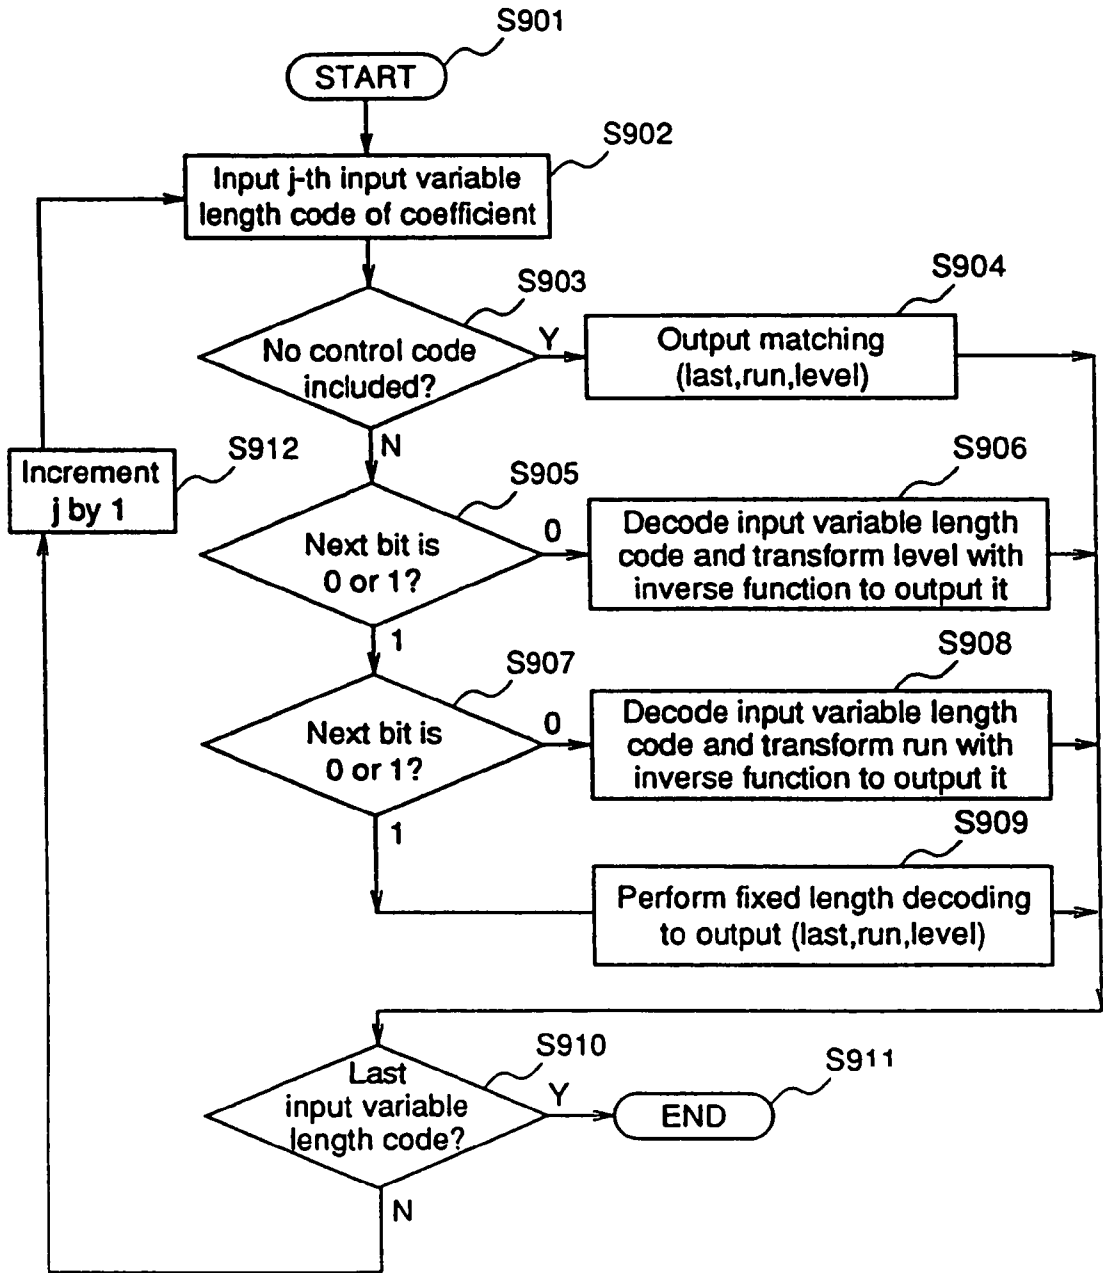 S901
START
S902
Input j-th input variable
length code of coefficient
S903
No control code
included?
Y
N
S904
Output matching
(last,run,level)
S912
Increment
j by 1
S905
Next bit is
0 or 1?
0
1
S906
Decode input variable length
code and transform level with
inverse function to output it
S907
Next bit is
0 or 1?
0
1
S908
Decode input variable length
code and transform run with
inverse function to output it
S909
Perform fixed length decoding
to output (last,run,level)
S910
Last
input variable
length code?
Y
N
S911
END